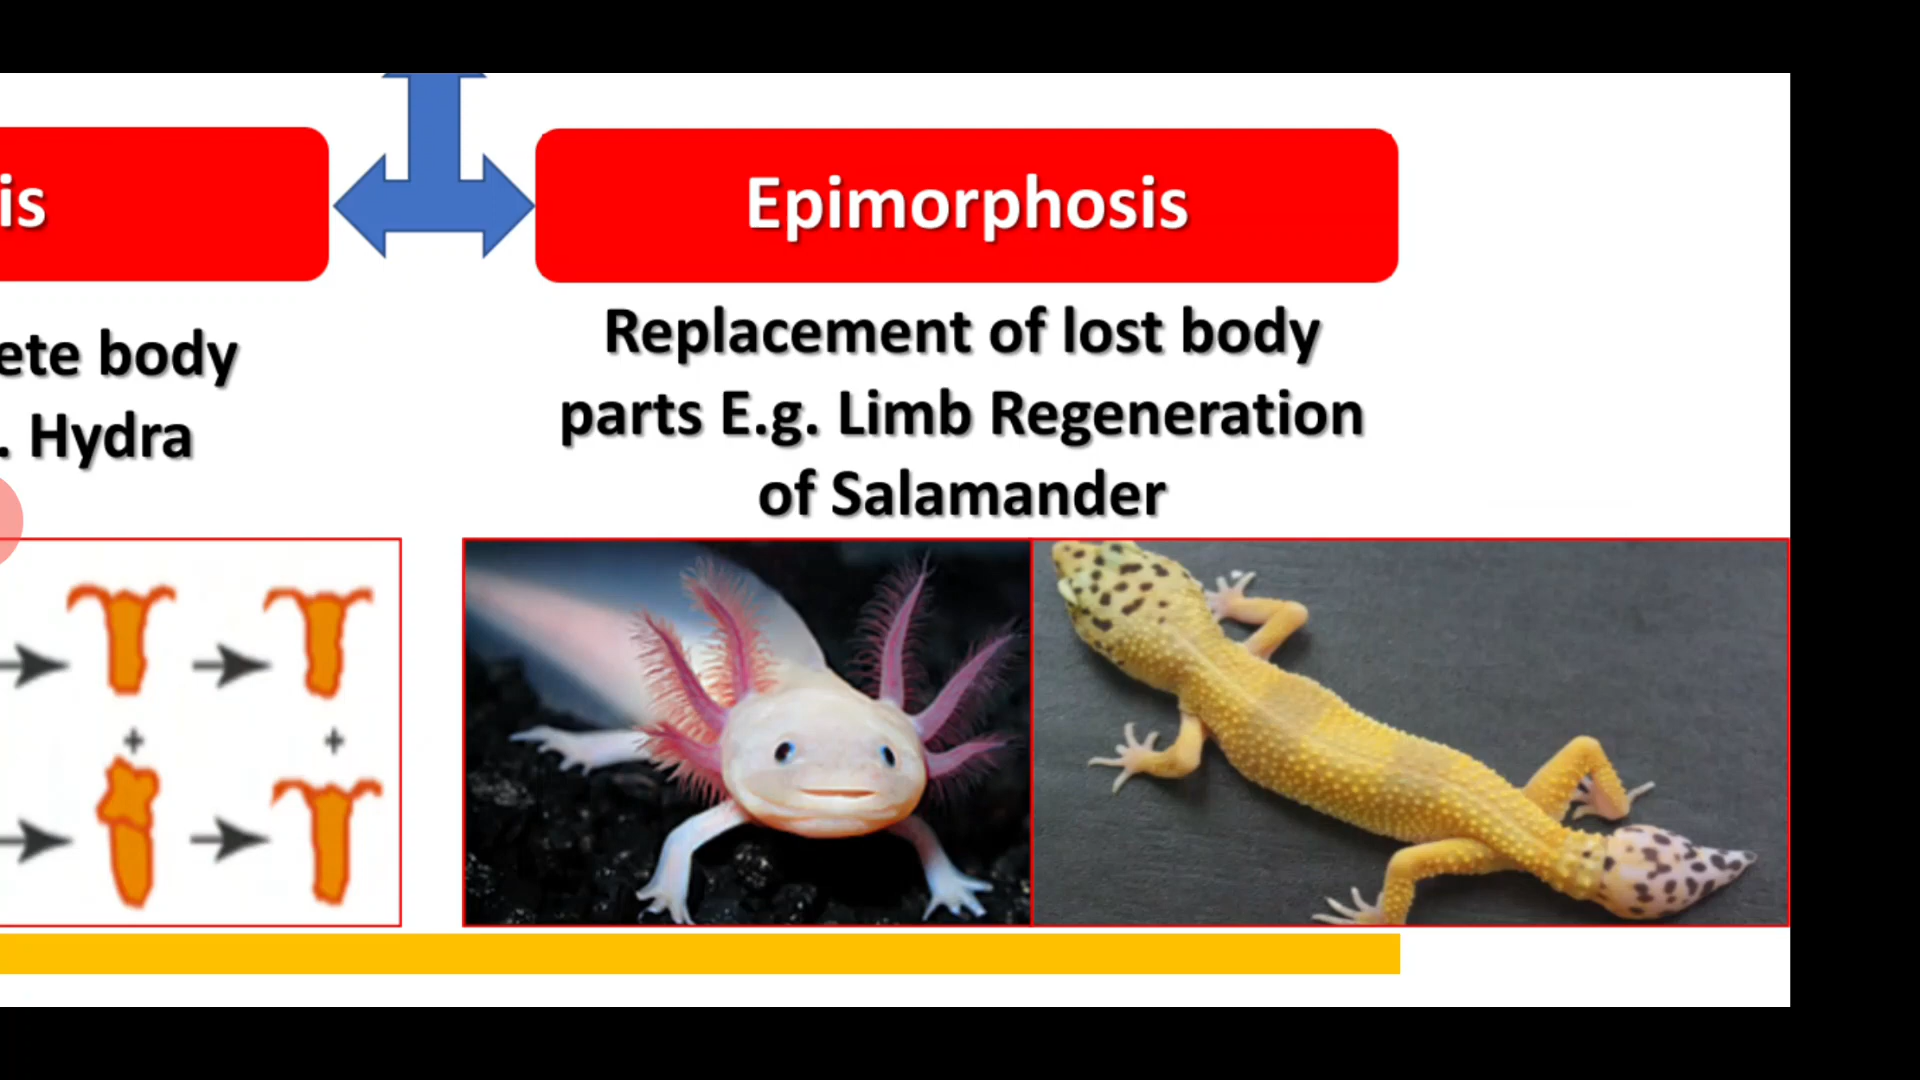 is
Epimorphosis
ete body
. Hydra
Replacement of lost body
parts E.g. Limb Regeneration
of Salamander
+
+